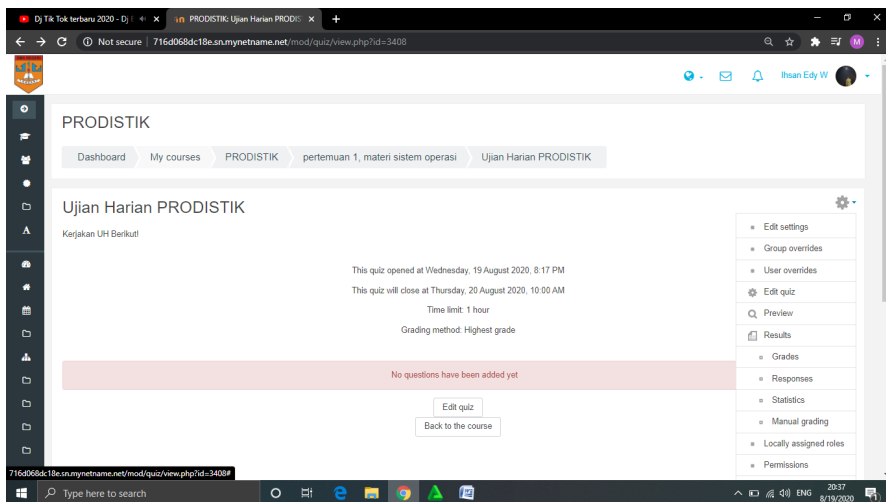 Dj Tik Tok terbaru 2020 - Dj
PRODISTIK: Ujian Harian PRODIS
Not secure | 716d068dc18e.sn.mynetname.net/mod/quiz/view.php?id=3408
M
Ihsan Edy W
PRODISTIK
Dashboard My courses PRODISTIK pertemuan 1, materi sistem operasi Ujian Harian PRODISTIK
A
Ujian Harian PRODISTIK
Kerjakan UH Berikut!
This quiz opened at Wednesday, 19 August 2020, 8:17 PM
This quiz will close at Thursday, 20 August 2020, 10:00 AM
Time limit: 1 hour
Grading method: Highest grade
No questions have been added yet
Edit quiz
Back to the course
Edit settings
Group overrides
User overrides
Edit quiz
Preview
Results
Grades
Responses
Statistics
Manual grading
Locally assigned roles
Permissions
716d068dc18e.sn.mynetname.net/mod/quiz/view.php?id=3408#
Type here to search
ENG
20:37
8/19/2020